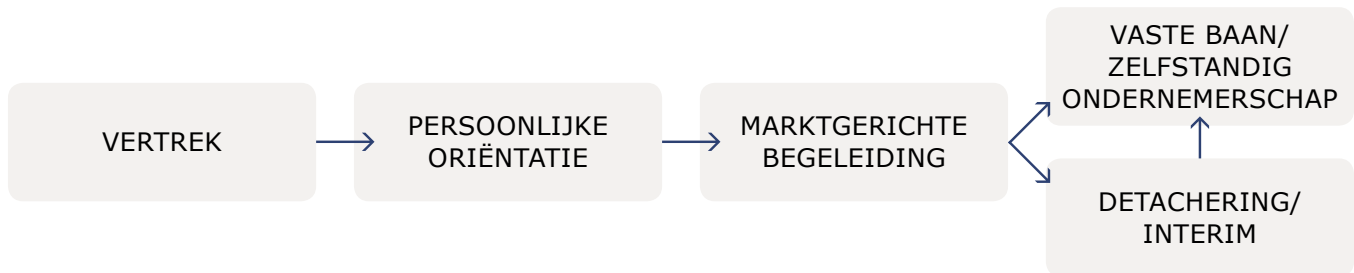 VERTREK
PERSOONLIJKE
ORIËNTATIE
MARKTGERICHTE
BEGELEIDING
VASTE BAAN/
ZELFSTANDIG
ONDERNEMERSCHAP
DETACHERING/
INTERIM